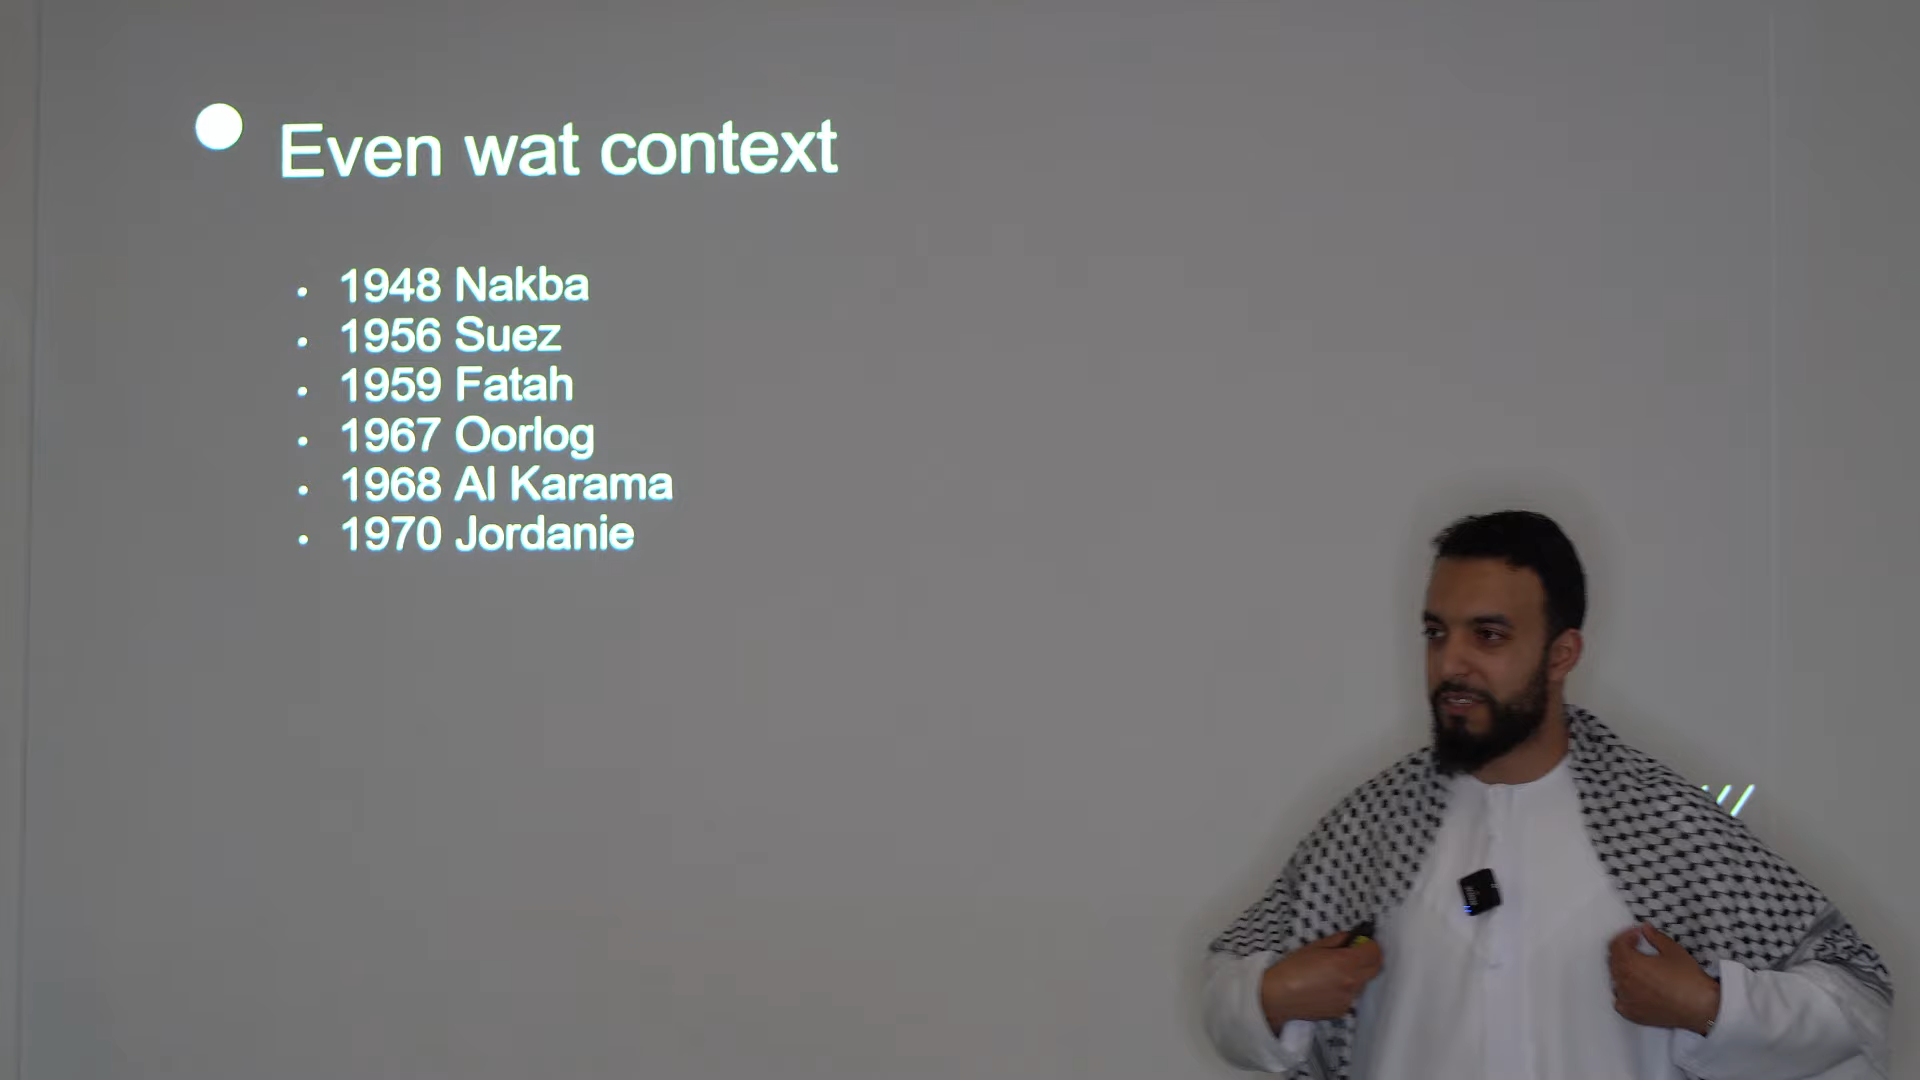 Even wat context
1948 Nakba
1956 Suez
1959 Fatah
1967 Oorlog
1968 Al Karama
1970 Jordanie